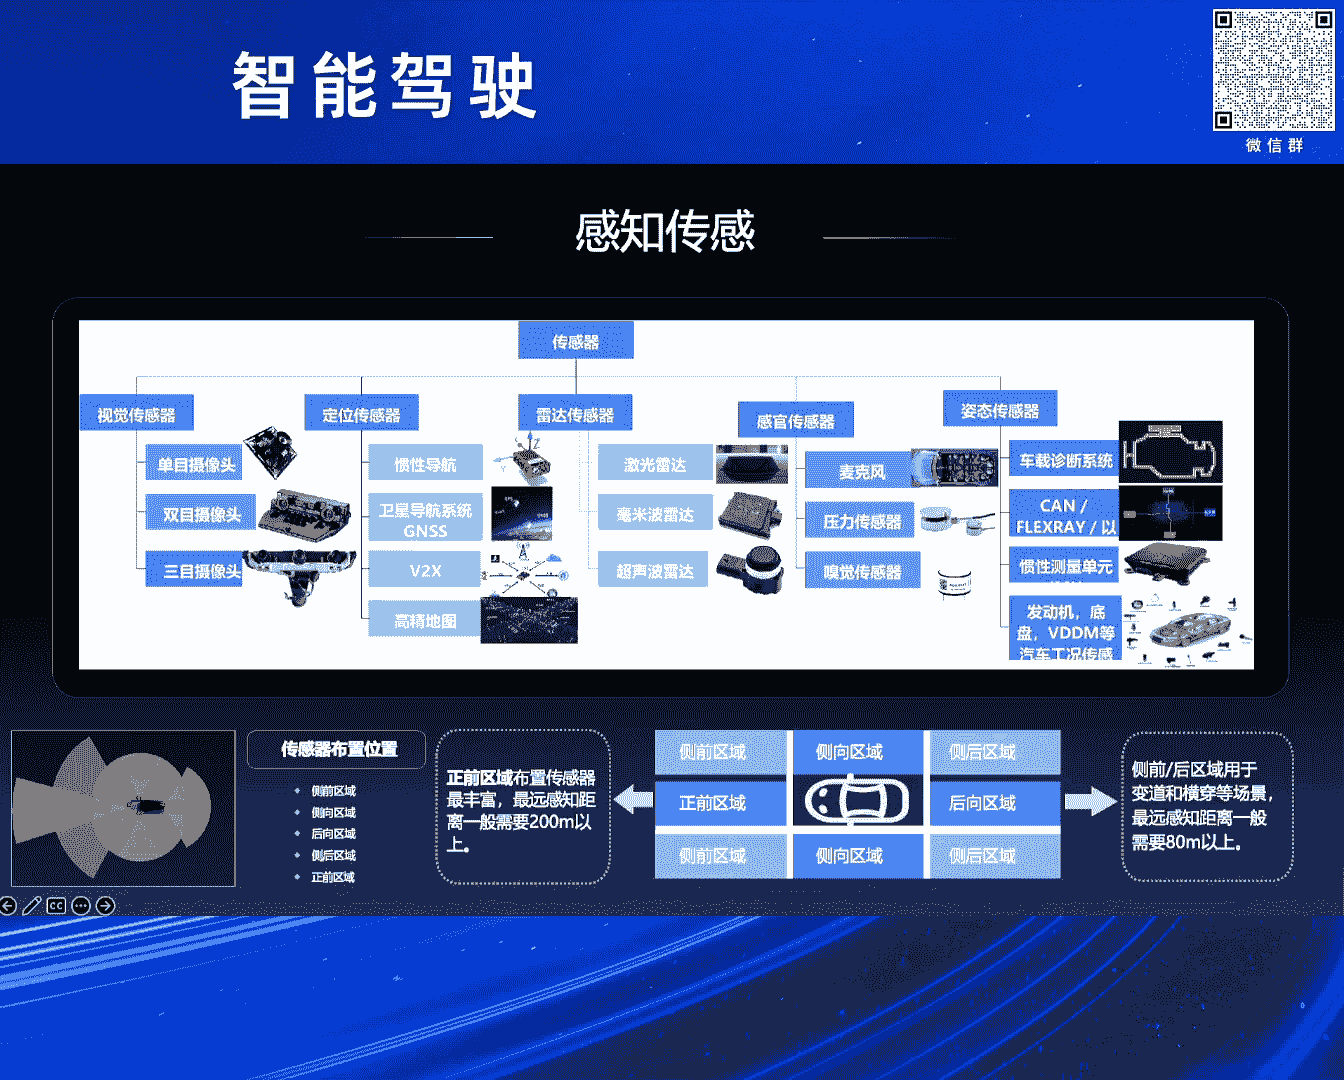 智能驾驶
微信群
感知传感
传感器
视觉传感器
单目摄像头
双目摄像头
三目摄像头
定位传感器
惯性导航
卫星导航系统
GNSS
V2X
高精地图
雷达传感器
激光雷达
毫米波雷达
超声波雷达
感官传感器
麦克风
压力传感器
嗅觉传感器
姿态传感器
车载诊断系统
CAN /
FLEXRAY / 以
惯性测量单元
发动机，底
盘，VDDM等
汽车工况传感
传感器布置位置
侧前区域
侧向区域
后向区域
侧后区域
正前区域
正前区域布置传感器
最丰富，最远感知距
离一般需要200m以
上。
侧前区域 侧向区域 侧后区域
正前区域 后向区域
侧前区域 侧向区域 侧后区域
侧前/后区域用于
变道和横穿等场景，
最远感知距离一般
需要80m以上。
CC